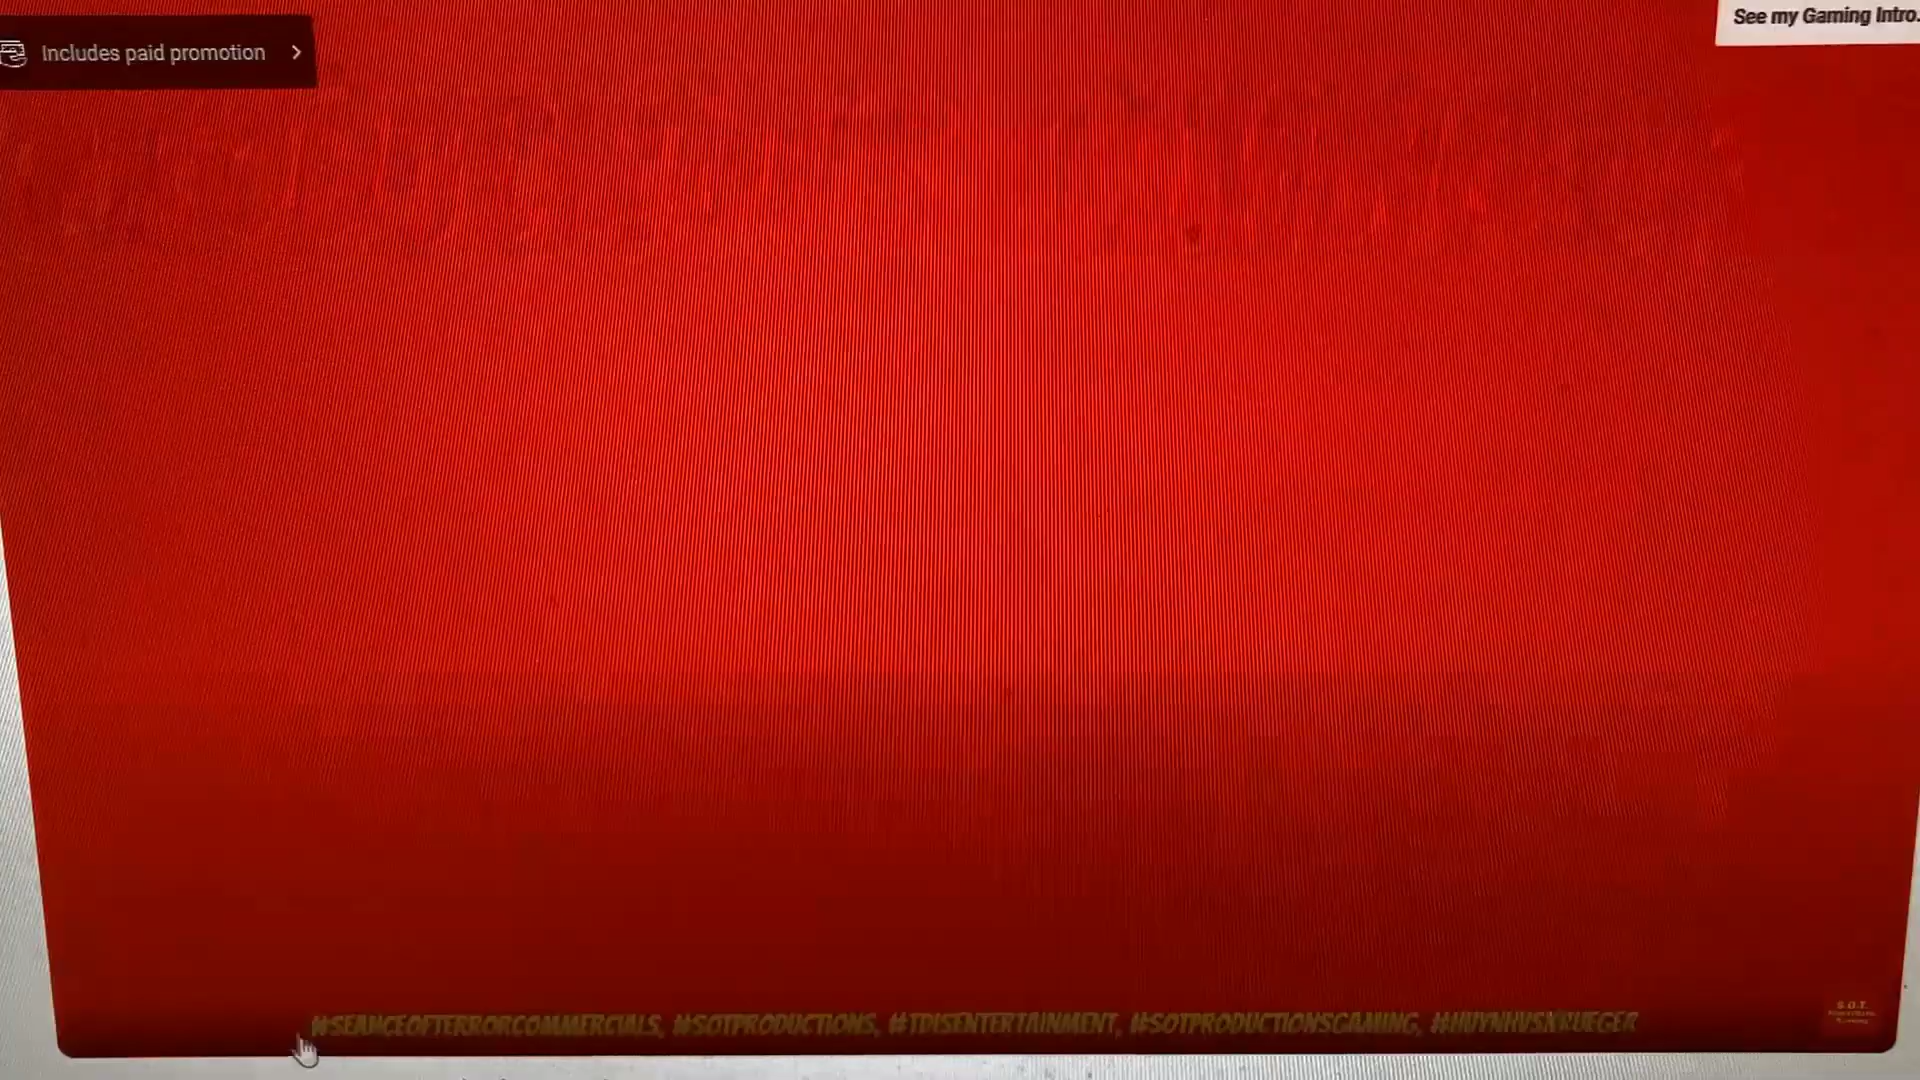 See my Gaming Intro.
Includes paid promotion
#SEANCEOFTERRORCOMMERCIALS, #SOTPRODUCTIONS, #TDISENTERTAINMENT, #SOTPRODUCTIONSGAMING, #HUYNHVSKRUEGER
S.O.T.